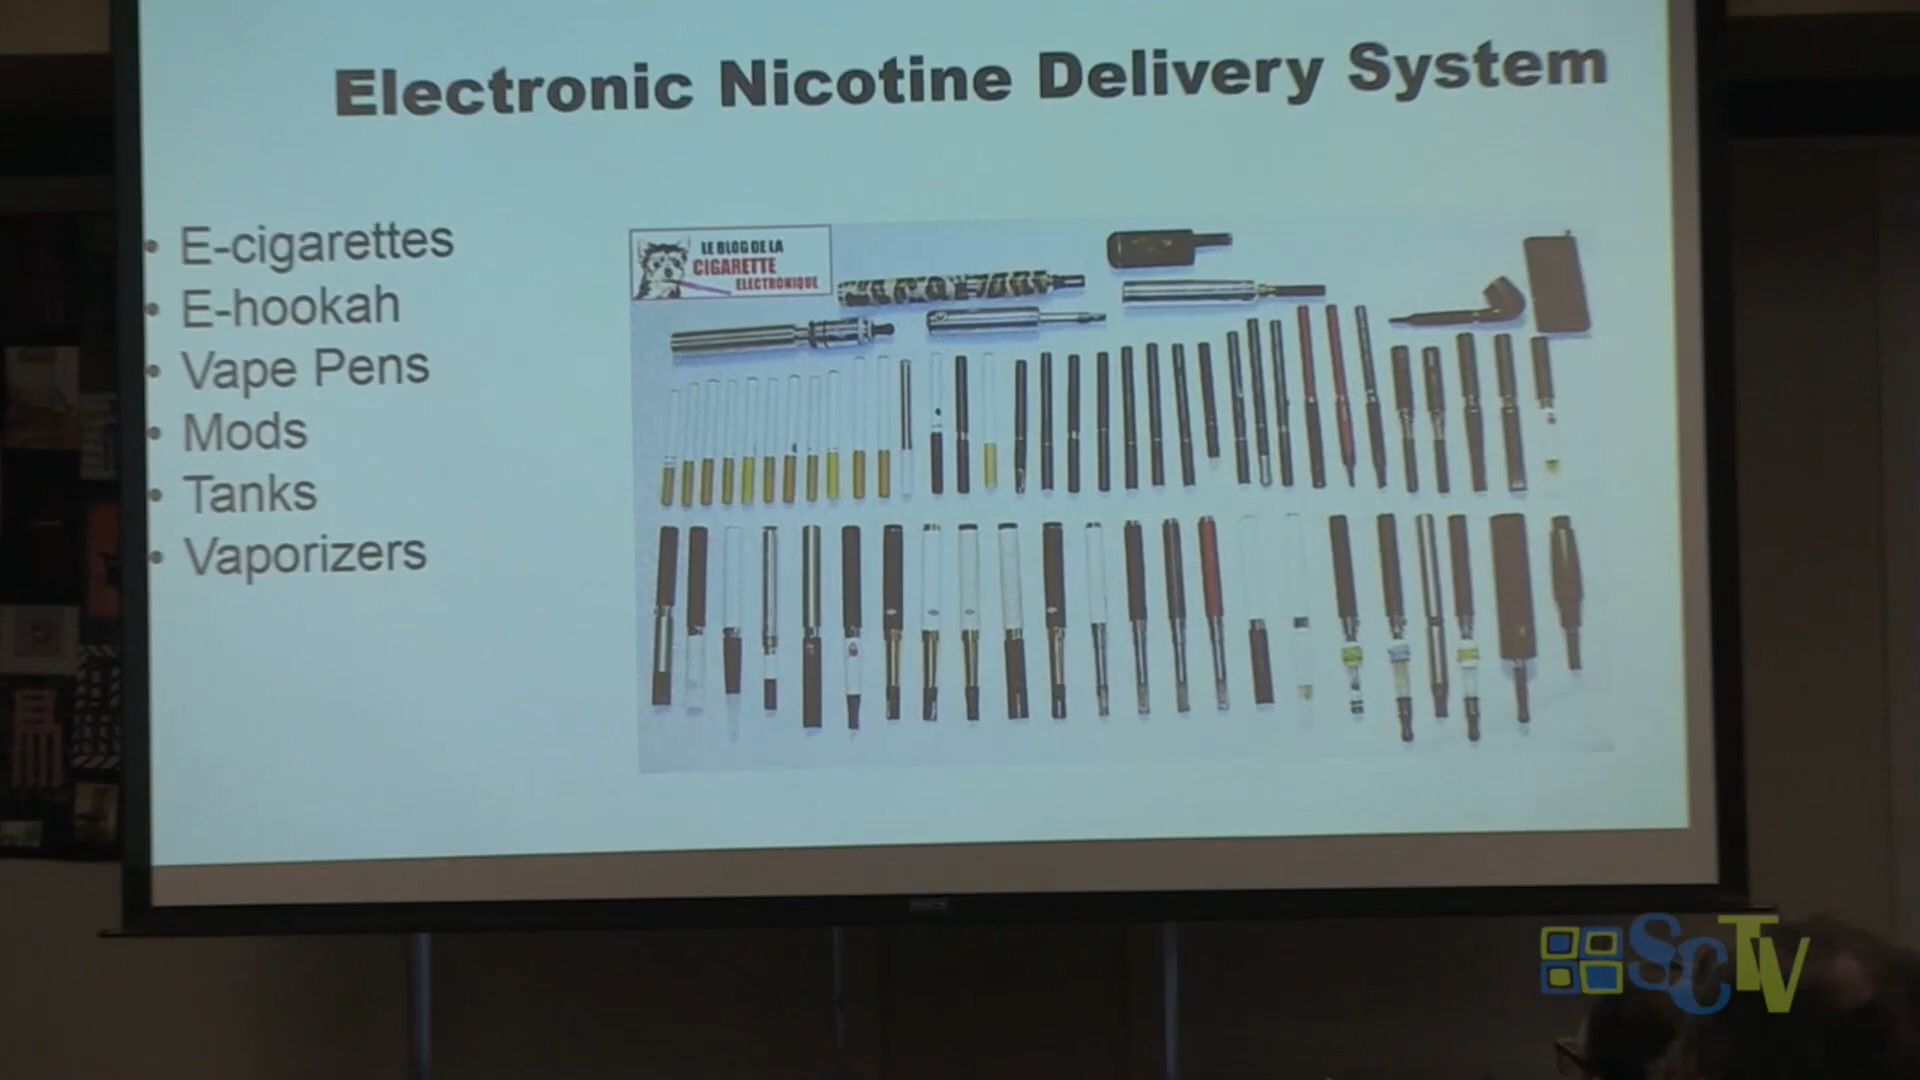 Electronic Nicotine Delivery System
• E-cigarettes
• E-hookah
• Vape Pens
• Mods
• Tanks
• Vaporizers
LE BLOG DE LA
CIGARETTE
ELECTRONIQUE
SCTV